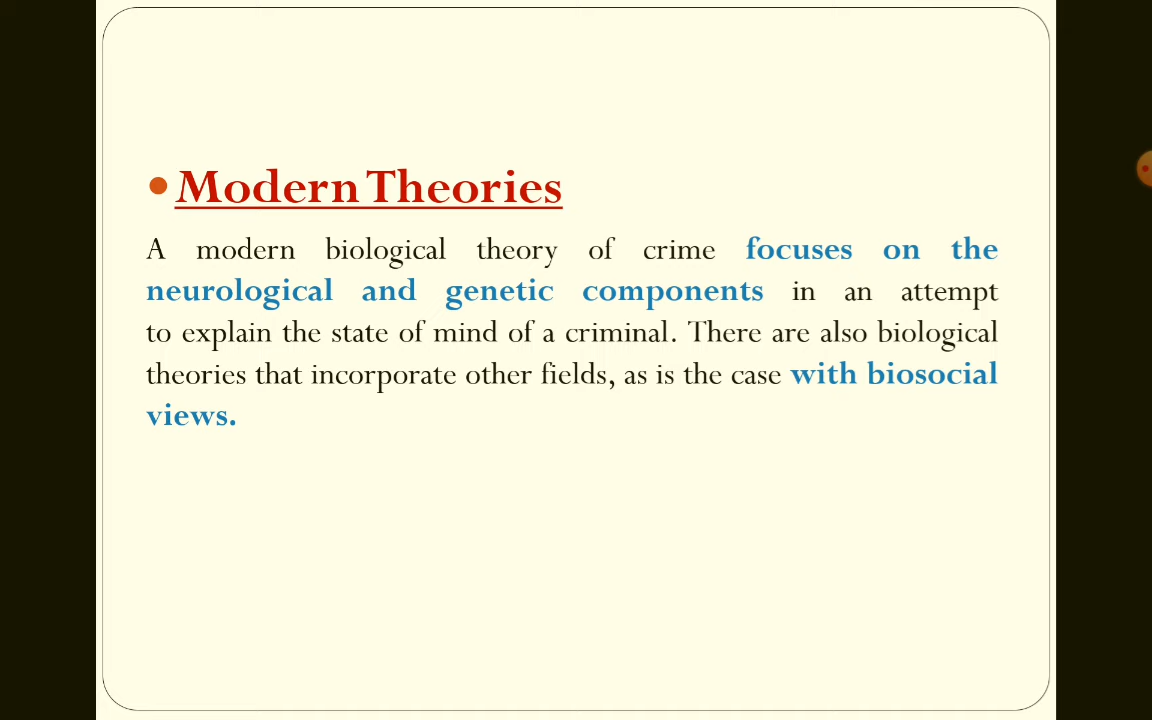 • Modern Theories
A modern biological theory of crime focuses on the
neurological and genetic components in an attempt
to explain the state of mind of a criminal. There are also biological
theories that incorporate other fields, as is the case with biosocial
views.